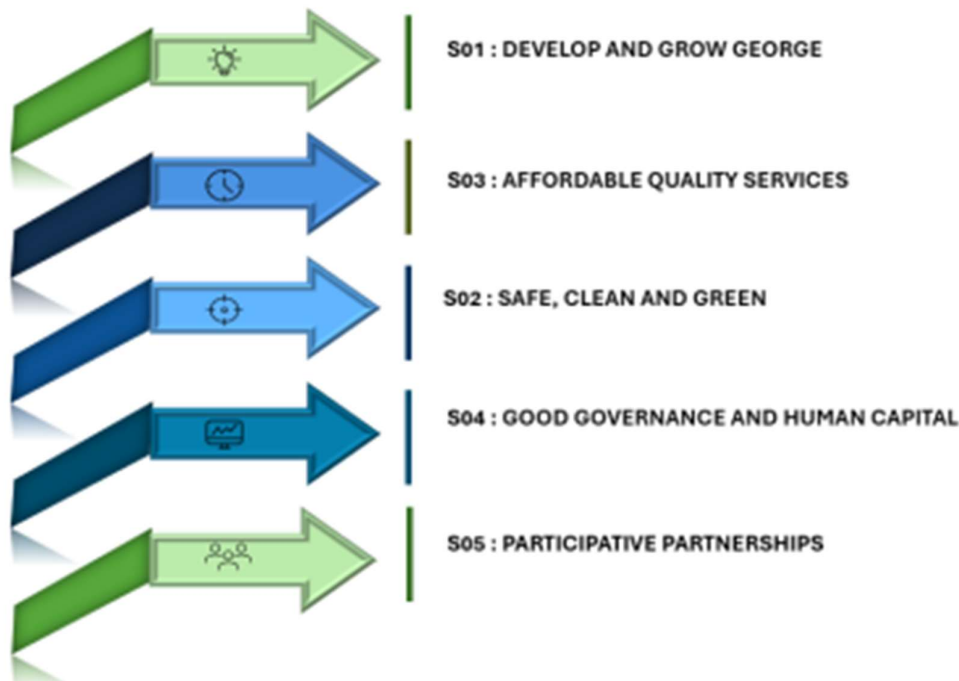 S01 : DEVELOP AND GROW GEORGE
S03 : AFFORDABLE QUALITY SERVICES
S02 : SAFE, CLEAN AND GREEN
S04 : GOOD GOVERNANCE AND HUMAN CAPITAL
S05 : PARTICIPATIVE PARTNERSHIPS